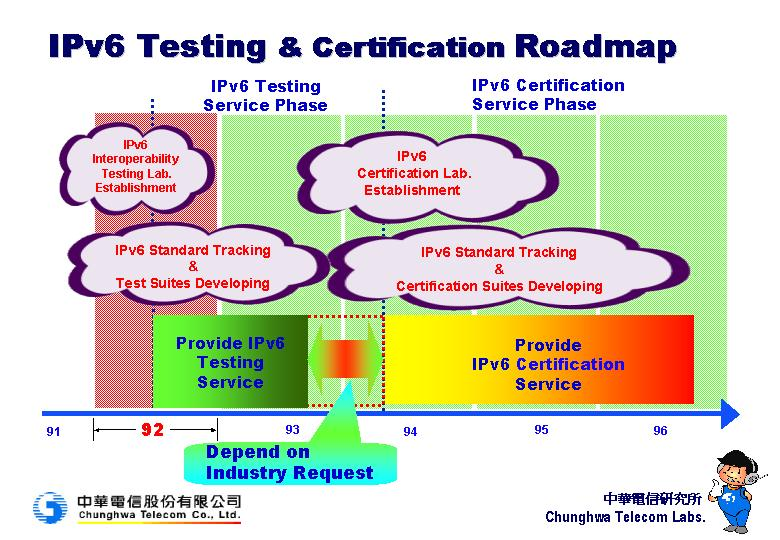 IPv6 Testing & Certification Roadmap
IPv6 Testing
Service Phase
IPv6 Certification
Service Phase
IPv6
Interoperability
Testing Lab.
Establishment
IPv6
Certification Lab.
Establishment
IPv6 Standard Tracking
&
Test Suites Developing
IPv6 Standard Tracking
&
Certification Suites Developing
Provide IPv6
Testing
Service
Provide
IPv6 Certification
Service
91
92
93
94
95
96
Depend on
Industry Request
中華電信股份有限公司
Chunghwa Telecom Co., Ltd.
中華電信研究所
Chunghwa Telecom Labs.